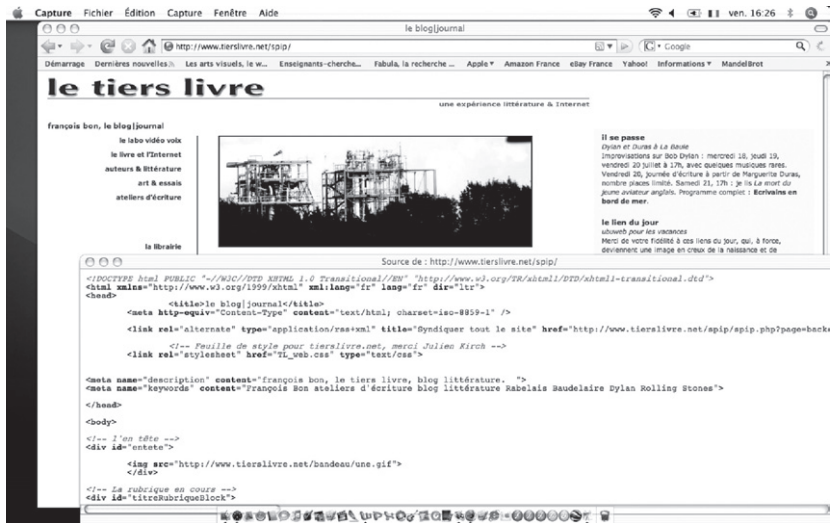 Capture Fichier Édition Capture Fenêtre Aide ven. 16:26
le blog|journal
http://www.tierslivre.net/spip/ Google
Démarrage Dernières nouvelles Les arts visuels, le w... Enseignants-cherche... Fabula, la recherche ... Apple Amazon France eBay France Yahoo! Informations MandelBrot
le tiers livre
une expérience littérature & Internet
françois bon, le blog|journal
le labo vidéo voix
le livre et l'Internet
auteurs & littérature
art & essais
ateliers d'écriture
la librairie
il se passe
Dylan et Duras à La Baule
Improvisations sur Bob Dylan : mercredi 18, jeudi 19,
vendredi 20 juillet à 17h, avec quelques musiques rares.
Vendredi 20, journée d'écriture à partir de Marguerite Duras,
nombre places limité. Samedi 21, 17h : je lis La mort du
jeune aviateur anglais. Programme complet : Ecrivains en
bord de mer.
le lien du jour
ubuweb pour les vacances
Merci de votre fidélité à ces liens du jour, qui, à force,
deviennent une image en creux de la naissance et de
Source de : http://www.tierslivre.net/spip/
<!DOCTYPE html PUBLIC "-//W3C//DTD XHTML 1.0 Transitional//EN" "http://www.w3.org/TR/xhtml1/DTD/xhtml1-transitional.dtd">
<html xmlns="http://www.w3.org/1999/xhtml" xml:lang="fr" lang="fr" dir="ltr">
<head>
<title>le blog|journal</title>
<meta http-equiv="Content-Type" content="text/html; charset=iso-8859-1" />
<link rel="alternate" type="application/rss+xml" title="Syndiquer tout le site" href="http://www.tierslivre.net/spip/spip.php?page=backe
<!-- Feuille de style pour tierslivre.net, merci Julien Kirch -->
<link rel="stylesheet" href="TL_web.css" type="text/css">
<meta name="description" content="françois bon, le tiers livre, blog littérature. ">
<meta name="keywords" content="François Bon ateliers d'écriture blog littérature Rabelais Baudelaire Dylan Rolling Stones">
</head>
<body>
<!-- l'en tête -->
<div id="entete">
<img src="http://www.tierslivre.net/bandeau/une.gif">
</div>
<!-- La rubrique en cours -->
<div id="titreRubriqueBlock">